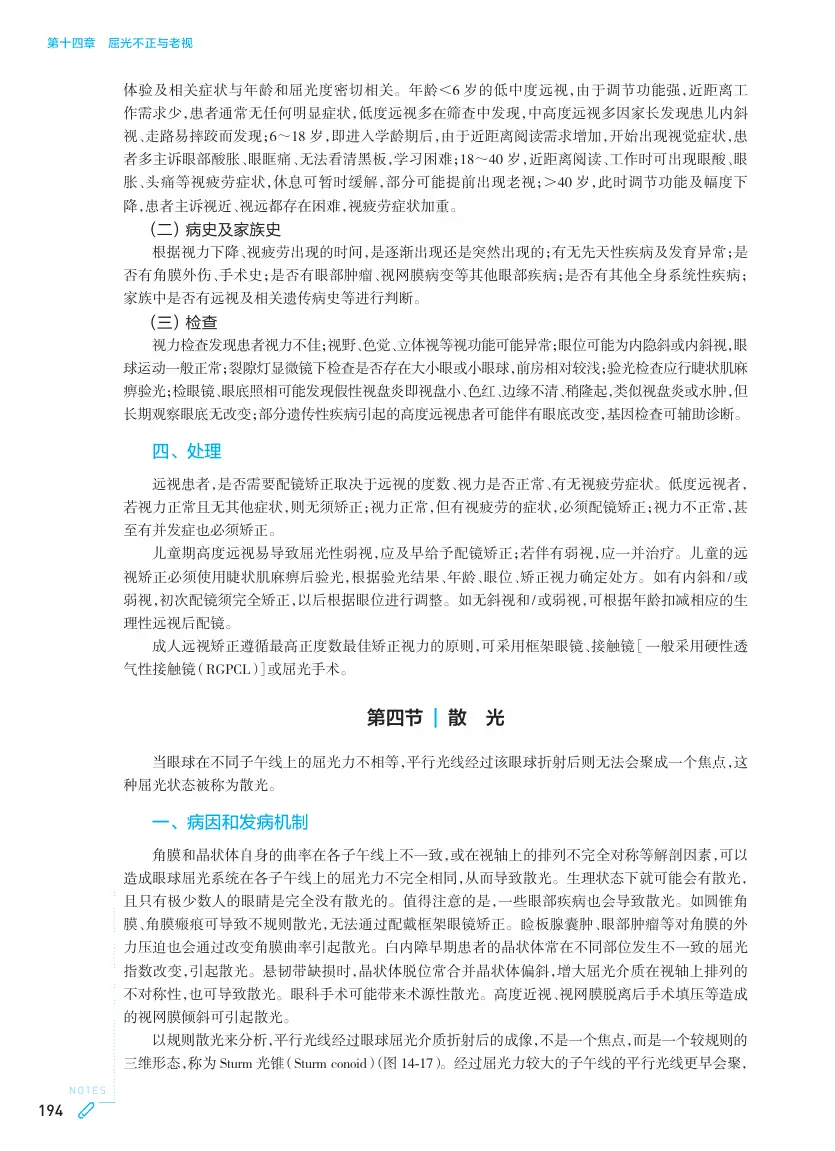 第十四章　屈光不正与老视
体验及相关症状与年龄和屈光度密切相关。年龄＜6 岁的低中度远视，由于调节功能强，近距离工
作需求少，患者通常无任何明显症状，低度远视多在筛查中发现，中高度远视多因家长发现患儿内斜
视、走路易摔跤而发现；6～18 岁，即进入学龄期后，由于近距离阅读需求增加，开始出现视觉症状，患
者多主诉眼部酸胀、眼眶痛、无法看清黑板，学习困难；18～40 岁，近距离阅读、工作时可出现眼酸、眼
胀、头痛等视疲劳症状，休息可暂时缓解，部分可能提前出现老视；＞40 岁，此时调节功能及幅度下
降，患者主诉视近、视远都存在困难，视疲劳症状加重。
（二）病史及家族史
根据视力下降、视疲劳出现的时间，是逐渐出现还是突然出现的；有无先天性疾病及发育异常；是
否有角膜外伤、手术史；是否有眼部肿瘤、视网膜病变等其他眼部疾病；是否有其他全身系统性疾病；
家族中是否有远视及相关遗传病史等进行判断。
（三）检查
视力检查发现患者视力不佳；视野、色觉、立体视等视功能可能异常；眼位可能为内隐斜或内斜视，眼
球运动一般正常；裂隙灯显微镜下检查是否存在大小眼或小眼球，前房相对较浅；验光检查应行睫状肌麻
痹验光；检眼镜、眼底照相可能发现假性视盘炎即视盘小、色红、边缘不清、稍隆起，类似视盘炎或水肿，但
长期观察眼底无改变；部分遗传性疾病引起的高度远视患者可能伴有眼底改变，基因检查可辅助诊断。
四、处理
远视患者，是否需要配镜矫正取决于远视的度数、视力是否正常、有无视疲劳症状。低度远视者，
若视力正常且无其他症状，则无须矫正；视力正常，但有视疲劳的症状，必须配镜矫正；视力不正常，甚
至有并发症也必须矫正。
儿童期高度远视易导致屈光性弱视，应及早给予配镜矫正；若伴有弱视，应一并治疗。儿童的远
视矫正必须使用睫状肌麻痹后验光，根据验光结果、年龄、眼位、矫正视力确定处方。如有内斜和/或
弱视，初次配镜须完全矫正，以后根据眼位进行调整。如无斜视和/或弱视，可根据年龄扣减相应的生
理性远视后配镜。
成人远视矫正遵循最高正度数最佳矫正视力的原则，可采用框架眼镜、接触镜［一般采用硬性透
气性接触镜（RGPCL）］或屈光手术。
第四节｜散　光
当眼球在不同子午线上的屈光力不相等，平行光线经过该眼球折射后则无法会聚成一个焦点，这
种屈光状态被称为散光。
一、病因和发病机制
角膜和晶状体自身的曲率在各子午线上不一致，或在视轴上的排列不完全对称等解剖因素，可以
造成眼球屈光系统在各子午线上的屈光力不完全相同，从而导致散光。生理状态下就可能会有散光，
且只有极少数人的眼睛是完全没有散光的。值得注意的是，一些眼部疾病也会导致散光。如圆锥角
膜、角膜瘢痕可导致不规则散光，无法通过配戴框架眼镜矫正。睑板腺囊肿、眼部肿瘤等对角膜的外
力压迫也会通过改变角膜曲率引起散光。白内障早期患者的晶状体常在不同部位发生不一致的屈光
指数改变，引起散光。悬韧带缺损时，晶状体脱位常合并晶状体偏斜，增大屈光介质在视轴上排列的
不对称性，也可导致散光。眼科手术可能带来术源性散光。高度近视、视网膜脱离后手术填压等造成
的视网膜倾斜可引起散光。
以规则散光来分析，平行光线经过眼球屈光介质折射后的成像，不是一个焦点，而是一个较规则的
三维形态，称为 Sturm 光锥（Sturm conoid）（图 14-17）。经过屈光力较大的子午线的平行光线更早会聚，
NOTES
194